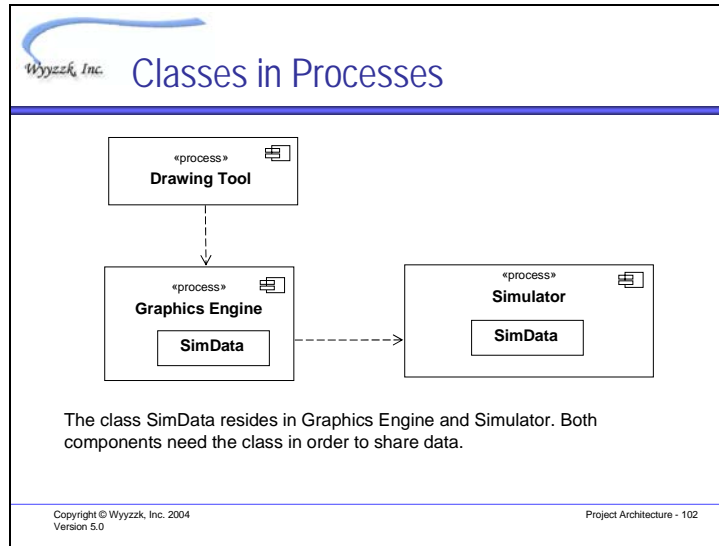 Wyyzzk, Inc.
Classes in Processes
«process»
Drawing Tool
«process»
Graphics Engine
SimData
«process»
Simulator
SimData
The class SimData resides in Graphics Engine and Simulator. Both
components need the class in order to share data.
Copyright © Wyyzzk, Inc. 2004
Version 5.0
Project Architecture - 102